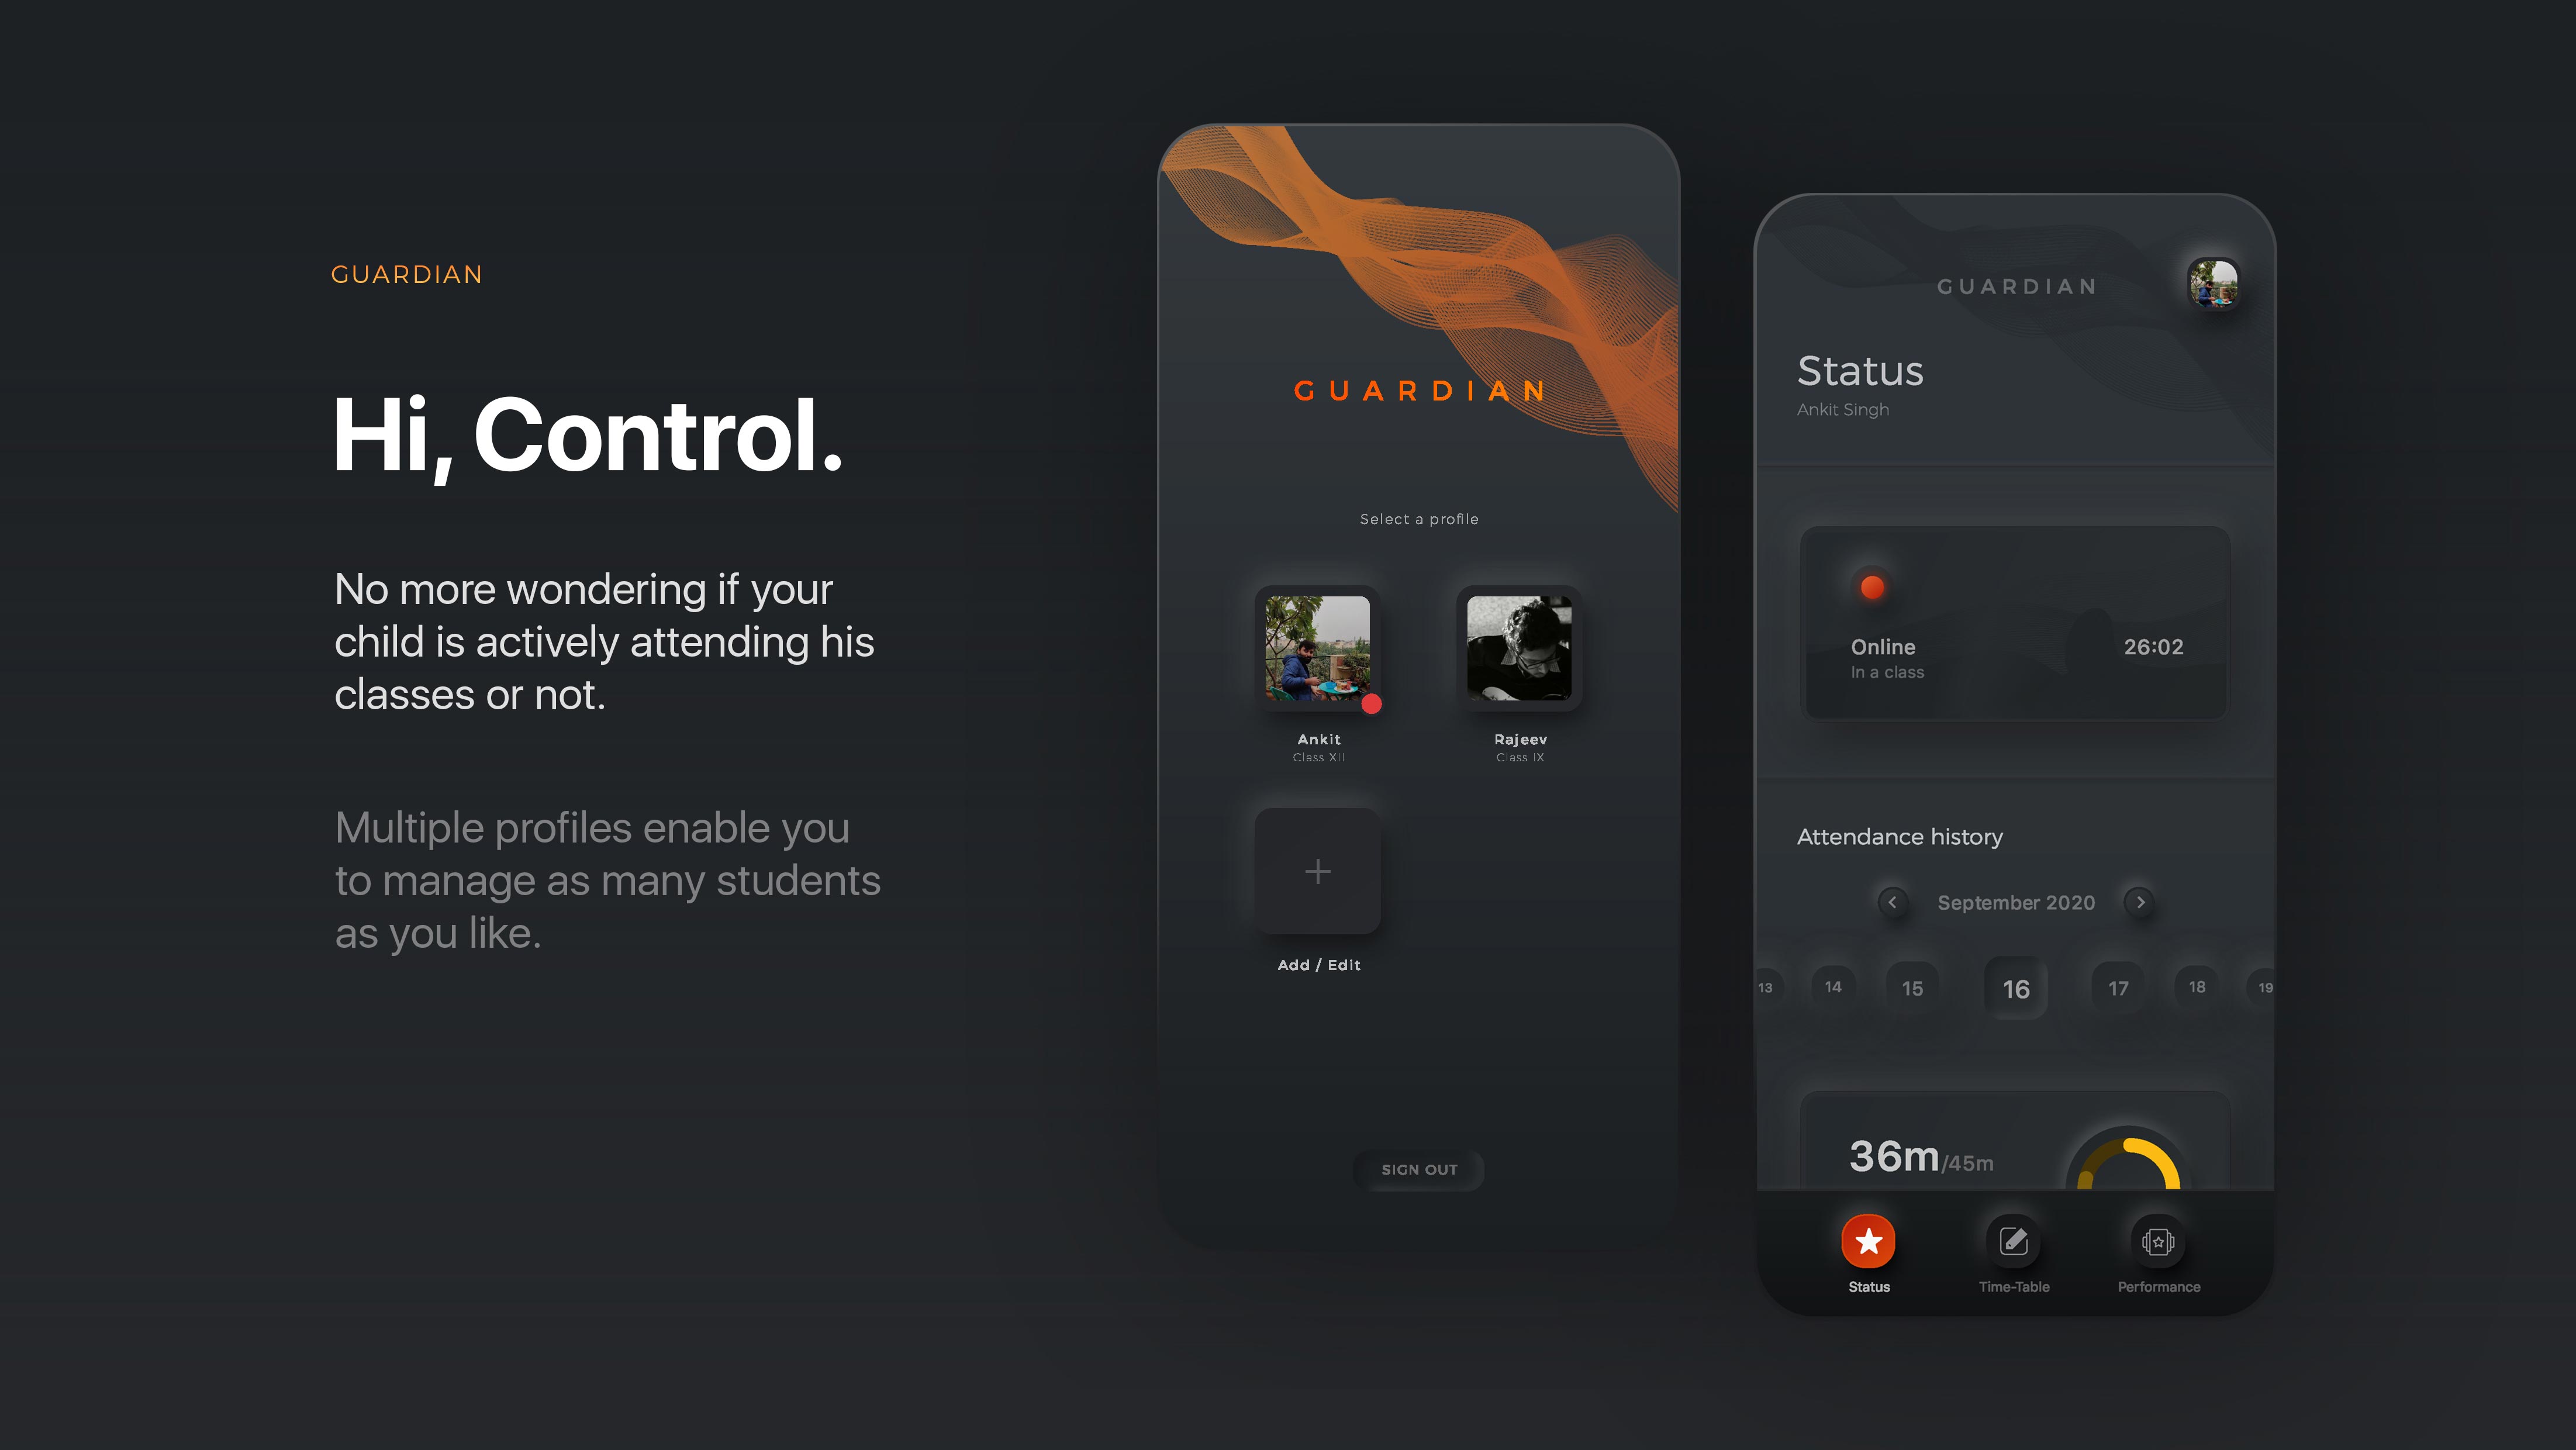 GUARDIAN
Hi, Control.
No more wondering if your
child is actively attending his
classes or not.
Multiple profiles enable you
to manage as many students
as you like.
GUARDIAN
Select a profile
Ankit
Class XII
Rajeev
Class IX
Add / Edit
SIGN OUT
GUARDIAN
Status
Ankit Singh
Online
In a class
26:02
Attendance history
September 2020
13 14 15 16 17 18 19
36m/45m
Status
Time-Table
Performance